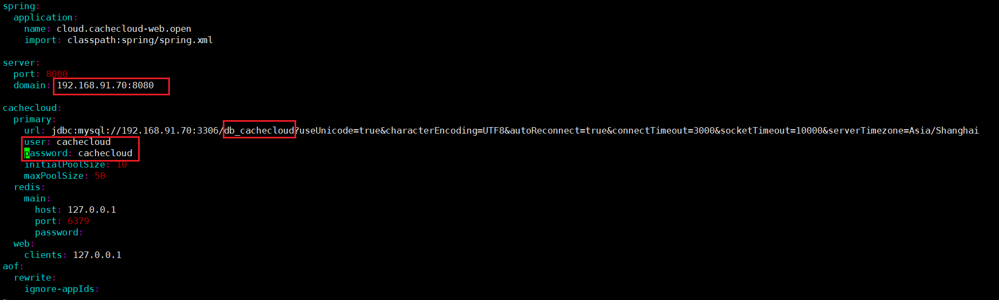 spring:
  application:
    name: cloud.cachecloud-web.open
    import: classpath:spring/spring.xml

server:
  port: 8080
  domain: 192.168.91.70:8080

cachecloud:
  primary:
    url: jdbc:mysql://192.168.91.70:3306/db_cachecloud?useUnicode=true&characterEncoding=UTF8&autoReconnect=true&connectTimeout=3000&socketTimeout=10000&serverTimezone=Asia/Shanghai
    user: cachecloud
    password: cachecloud
    initialPoolSize: 10
    maxPoolSize: 50
  redis:
    main:
      host: 127.0.0.1
      port: 6379
      password:
  web:
    clients: 127.0.0.1
aof:
  rewrite:
    ignore-appIds: